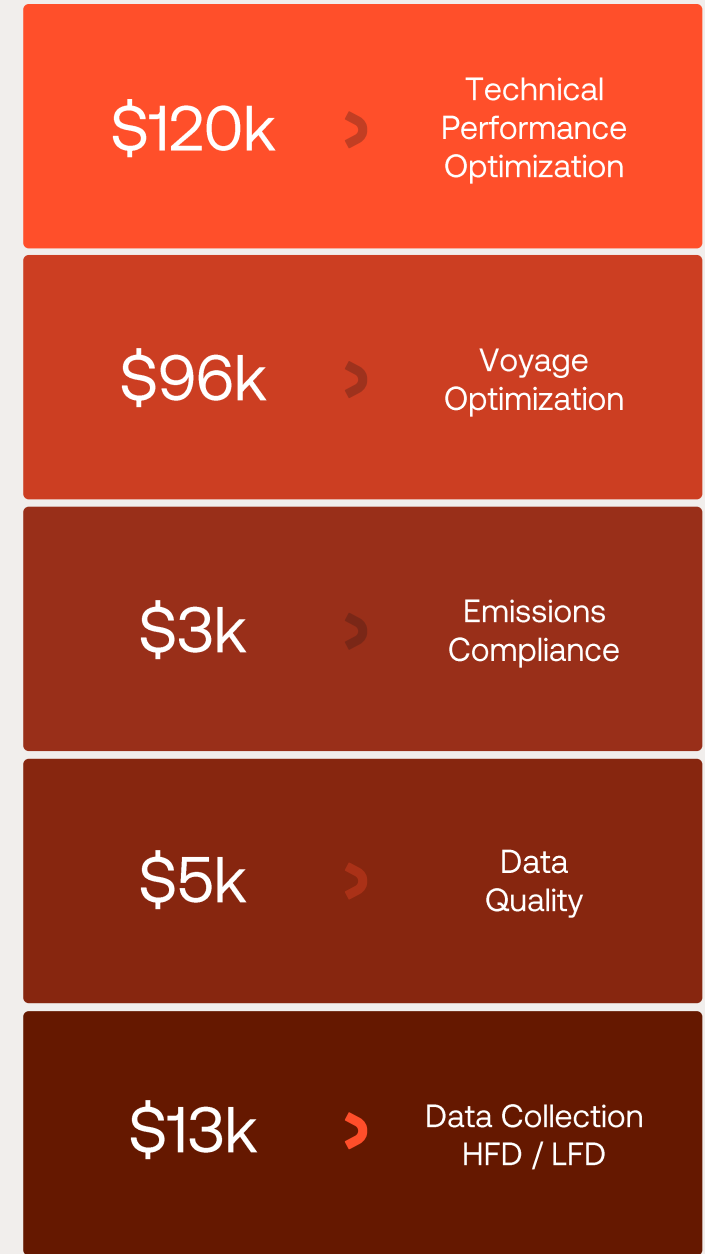 $120k
Technical
Performance
Optimization
$96k
Voyage
Optimization
$3k
Emissions
Compliance
$5k
Data
Quality
$13k
Data Collection
HFD / LFD